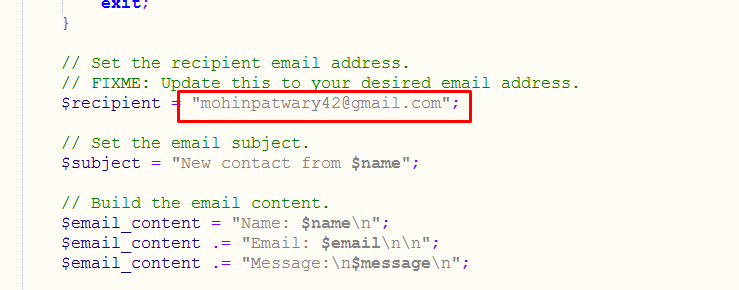 exit;
}
// Set the recipient email address.
// FIXME: Update this to your desired email address.
$recipient = "mohinpatwary42@gmail.com";
// Set the email subject.
$subject = "New contact from $name";
// Build the email content.
$email_content = "Name: $name\n";
$email_content .= "Email: $email\n\n";
$email_content .= "Message:\n$message\n";